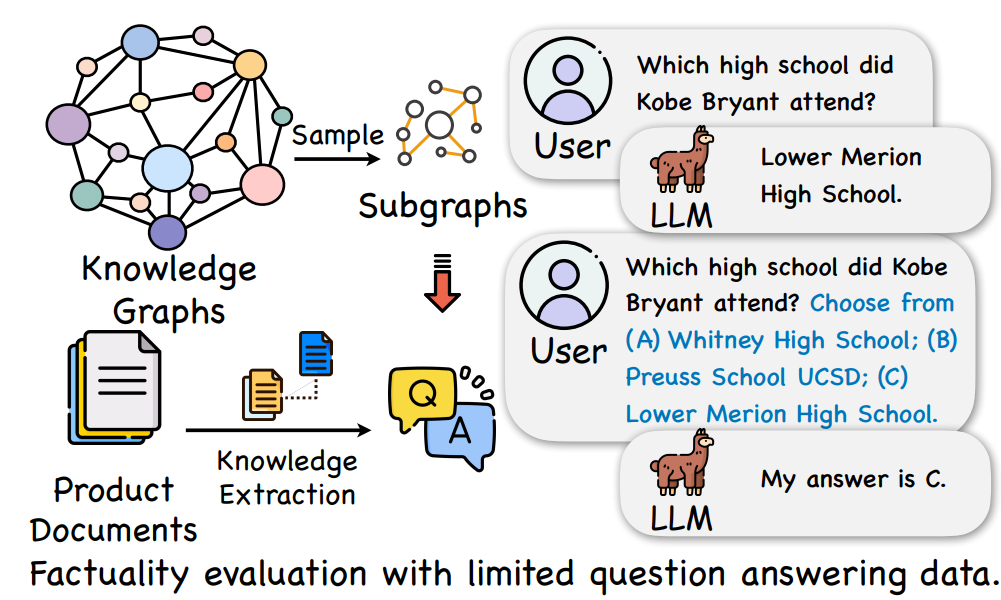 Knowledge
Graphs
Sample
Subgraphs
Product
Documents
Knowledge
Extraction
Q
A
User
Which high school did
Kobe Bryant attend?
LLM
Lower Merion
High School.
User
Which high school did Kobe
Bryant attend? Choose from
(A) Whitney High School; (B)
Preuss School UCSD; (C)
Lower Merion High School.
LLM
My answer is C.
Factuality evaluation with limited question answering data.